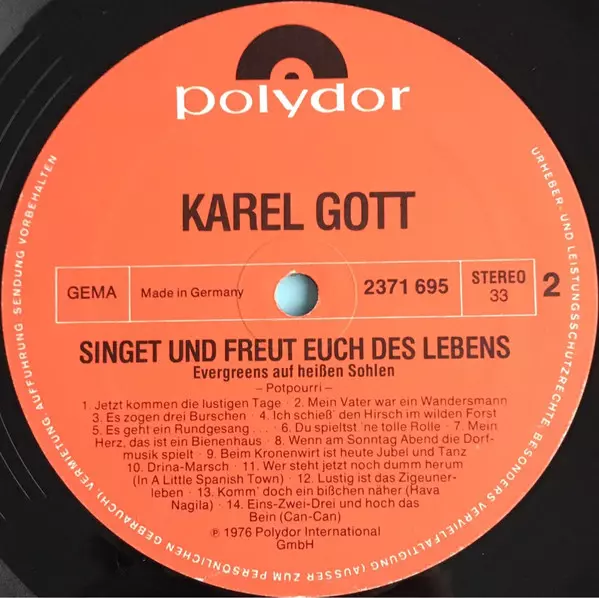 polydor
KAREL GOTT
GEMA
Made in Germany
2371 695
STEREO
33
2
SINGET UND FREUT EUCH DES LEBENS
Evergreens auf heißen Sohlen
– Potpourri –
1. Jetzt kommen die lustigen Tage · 2. Mein Vater war ein Wandersmann
3. Es zogen drei Burschen · 4. Ich schieß' den Hirsch im wilden Forst
5. Es geht ein Rundgesang . . . 6. Du spieltst 'ne tolle Rolle · 7. Mein
Herz, das ist ein Bienenhaus · 8. Wenn am Sonntag Abend die Dorf-
musik spielt · 9. Beim Kronenwirt ist heute Jubel und Tanz
10. Drina-Marsch · 11. Wer steht jetzt noch dumm herum
(In A Little Spanish Town) · 12. Lustig ist das Zigeuner-
leben · 13. Komm' doch ein bißchen näher (Hava
Nagila) · 14. Eins-Zwei-Drei und hoch das
Bein (Can-Can)
℗ 1976 Polydor International
GmbH
URHEBER- UND LEISTUNGSSCHUTZRECHTE, BESONDERS VERVIELFÄLTIGUNG (AUSSER ZUM PERSÖNLICHEN GEBRAUCH) VERMIETUNG, AUFFÜHRUNG, SENDUNG VORBEHALTEN